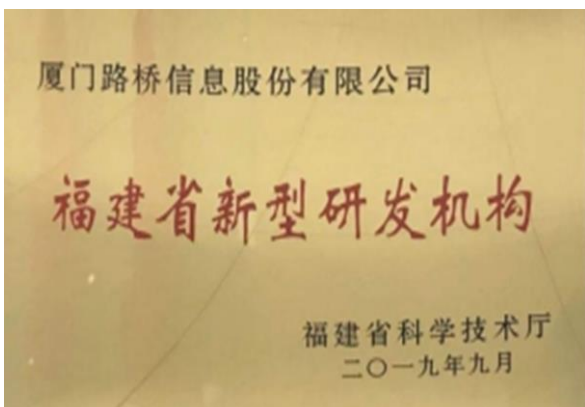 厦门路桥信息股份有限公司
福建省新型研发机构
福建省科学技术厅
二〇一九年九月